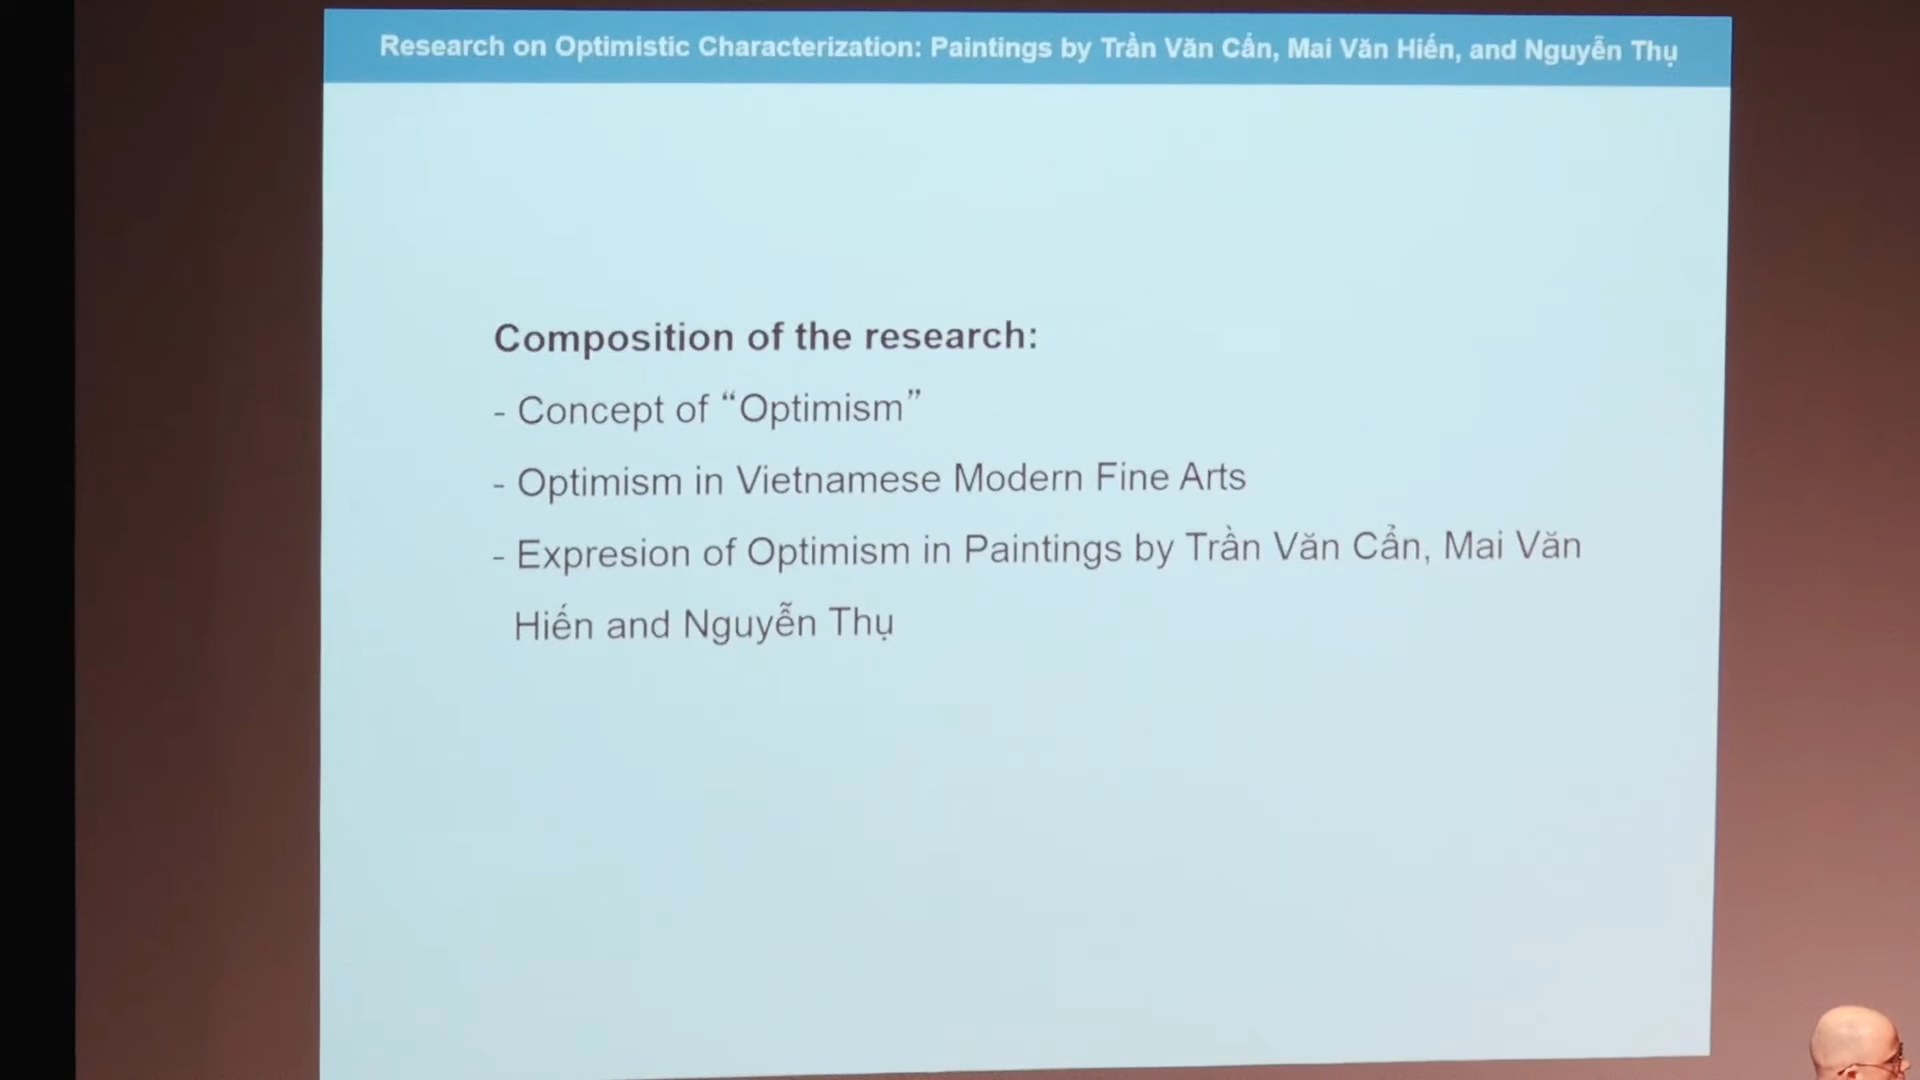 Research on Optimistic Characterization: Paintings by Trần Văn Cẩn, Mai Văn Hiến, and Nguyễn Thụ
Composition of the research:
- Concept of “Optimism”
- Optimism in Vietnamese Modern Fine Arts
- Expresion of Optimism in Paintings by Trần Văn Cẩn, Mai Văn
Hiến and Nguyễn Thụ